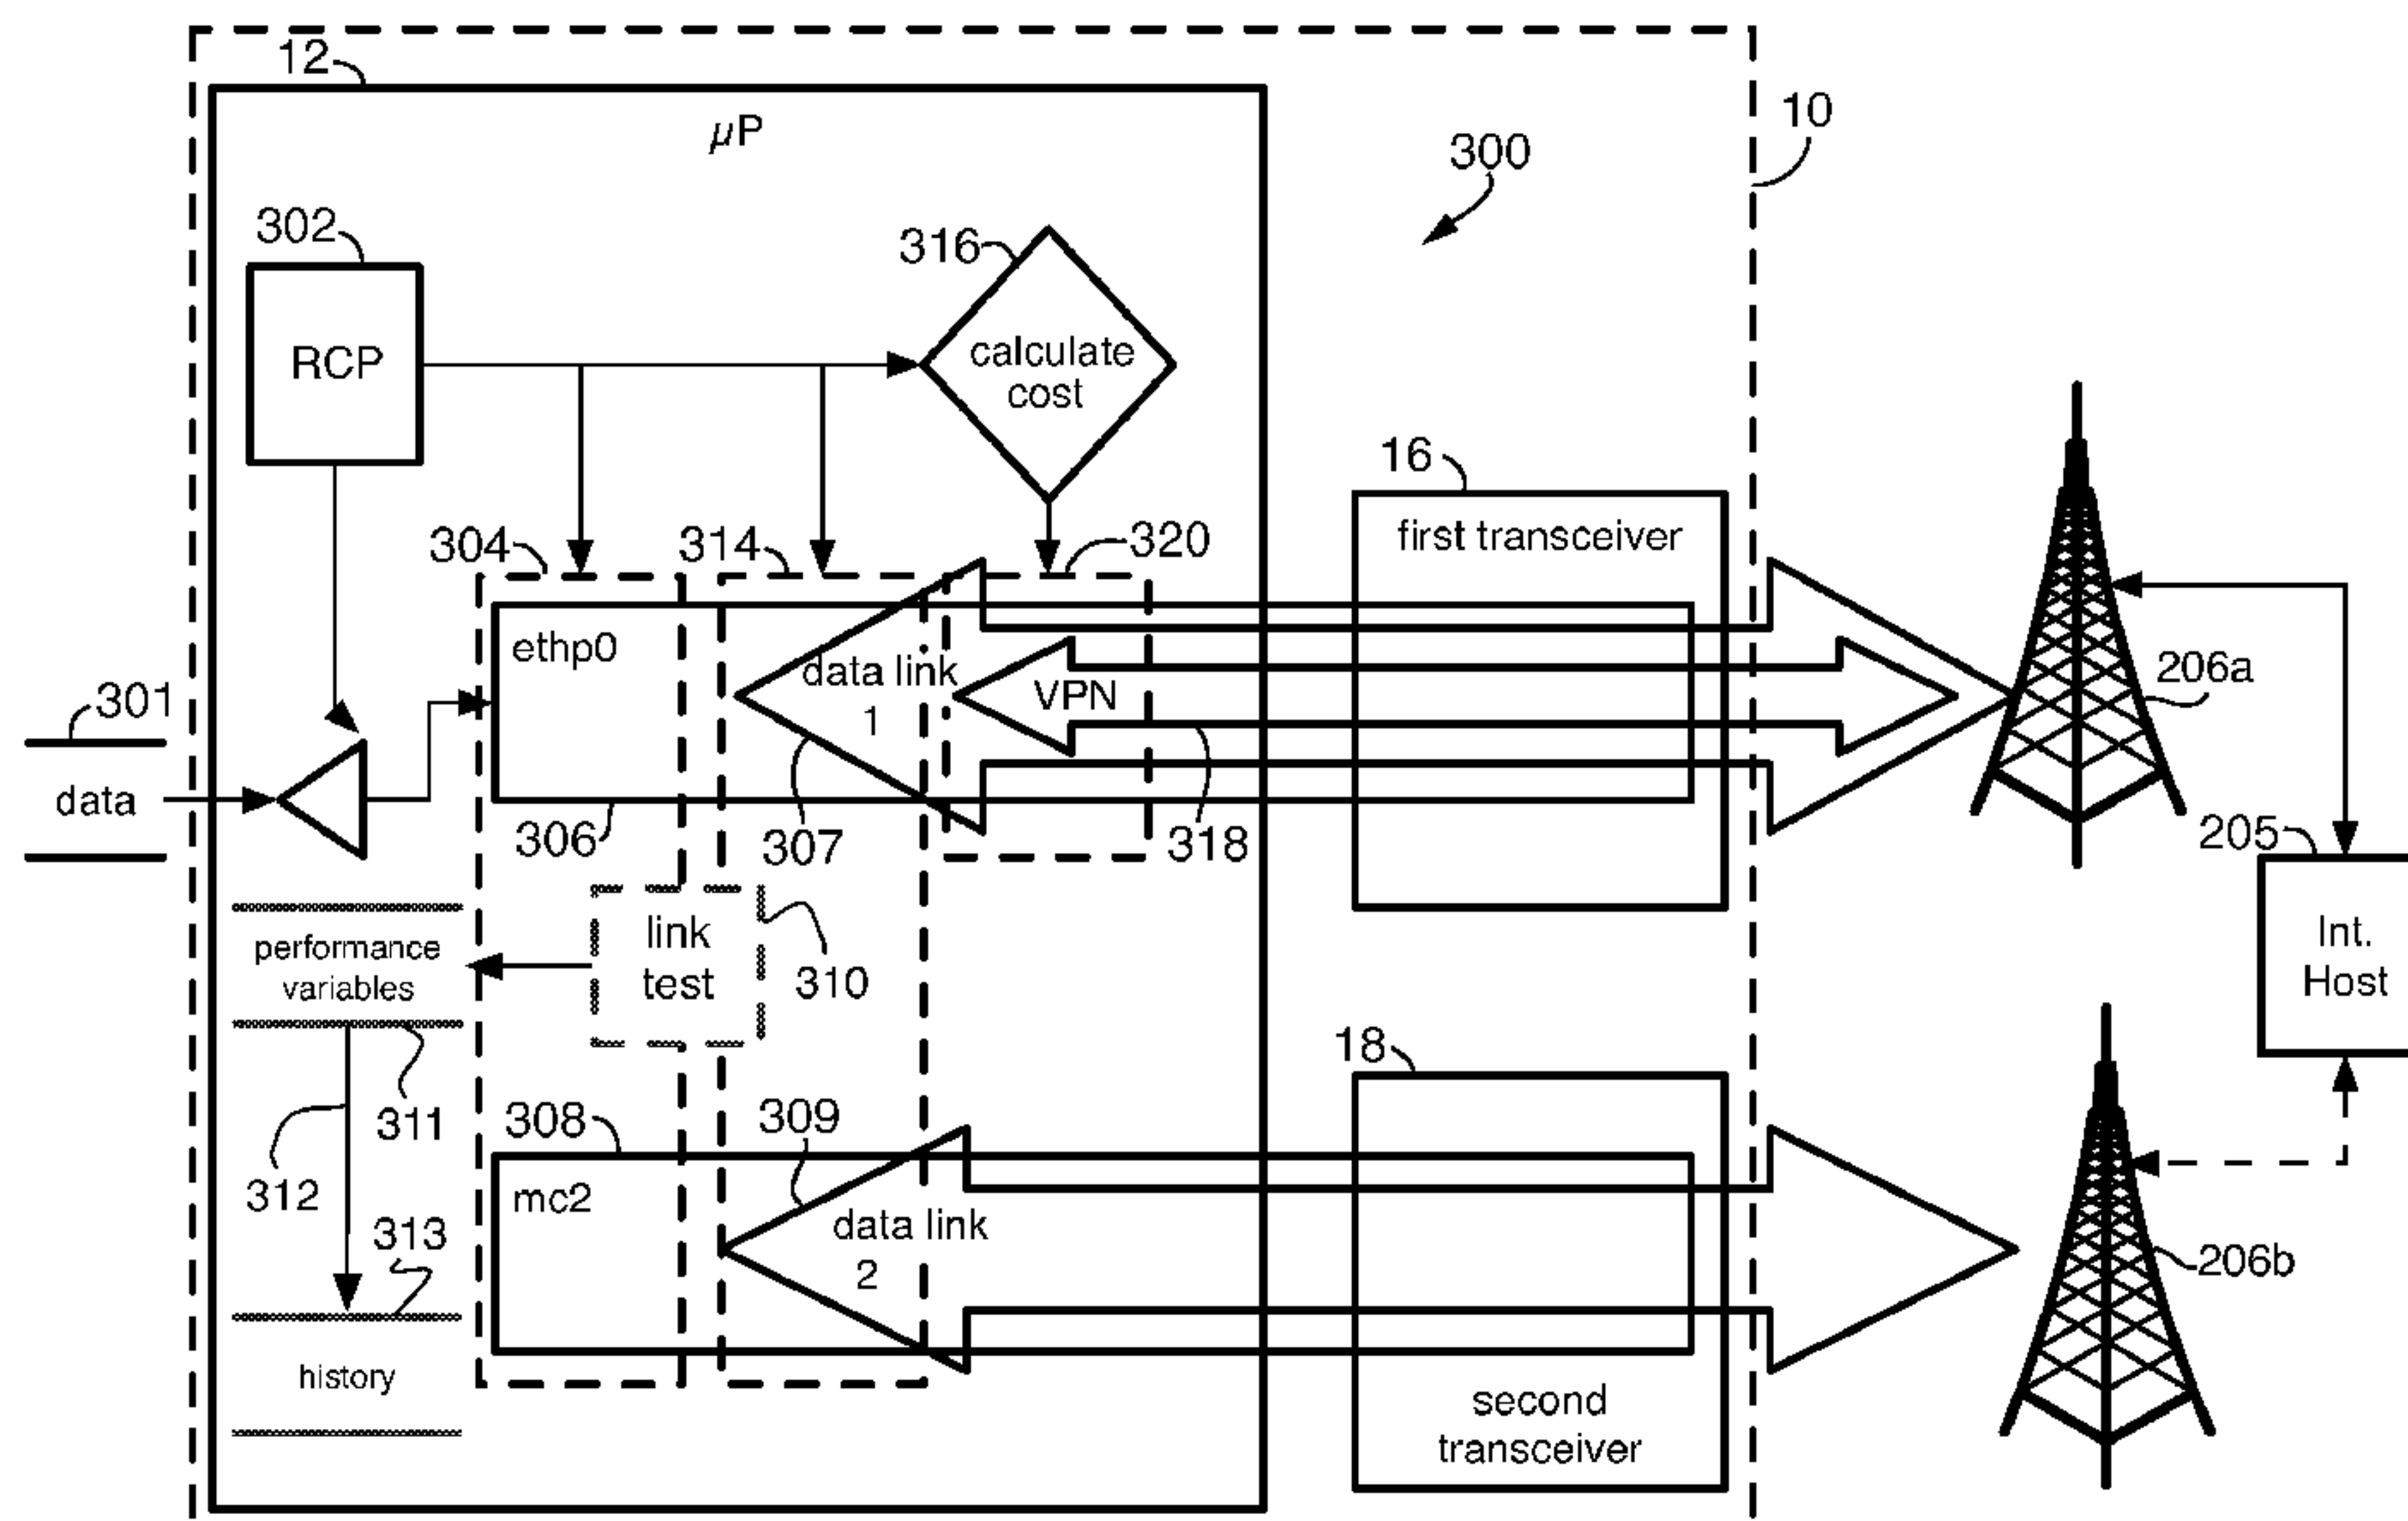 12
µP
10
300
302
316
RCP
calculate
cost
16
304
314
320
first transceiver
ethp0
data link
1
VPN
206a
301
data
306
307
318
205
performance
variables
link
test
310
Int.
Host
18
311
308
309
312
mc2
data link
2
313
206b
history
second
transceiver